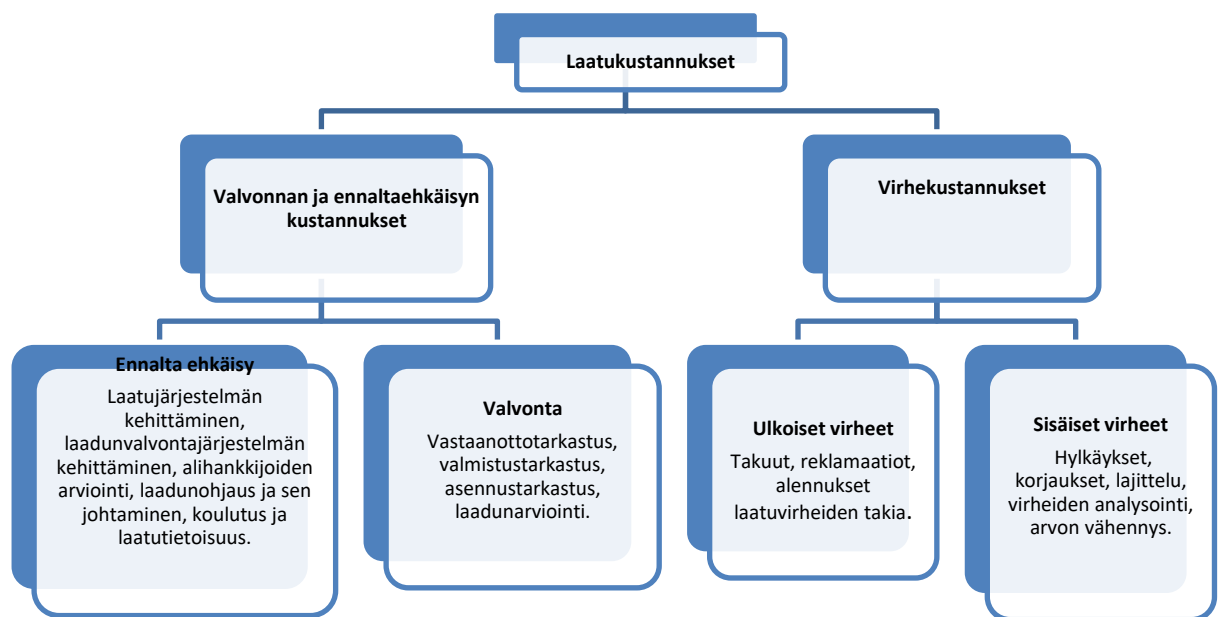 Laatukustannukset
Valvonnan ja ennaltaehkäisyn
kustannukset
Virhekustannukset
Ennalta ehkäisy
Laatujärjestelmän
kehittäminen,
laadunvalvontajärjestelmän
kehittäminen, alihankkijoiden
arviointi, laadunohjaus ja sen
johtaminen, koulutus ja
laatutietoisuus.
Valvonta
Vastaanottotarkastus,
valmistustarkastus,
asennustarkastus,
laadunarviointi.
Ulkoiset virheet
Takuut, reklamaatiot,
alennukset
laatuvirheiden takia.
Sisäiset virheet
Hylkäykset,
korjaukset, lajittelu,
virheiden analysointi,
arvon vähennys.